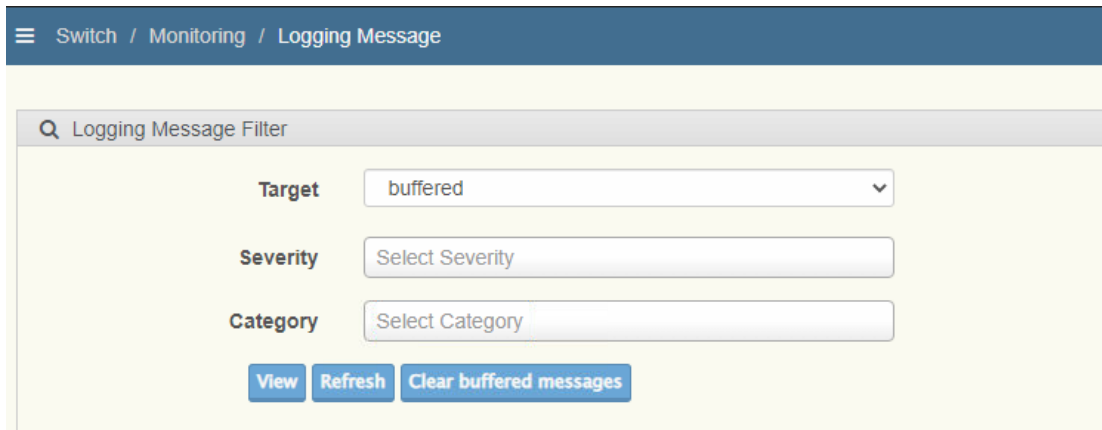 Switch / Monitoring / Logging Message
Logging Message Filter
Target buffered
Severity Select Severity
Category Select Category
View Refresh Clear buffered messages